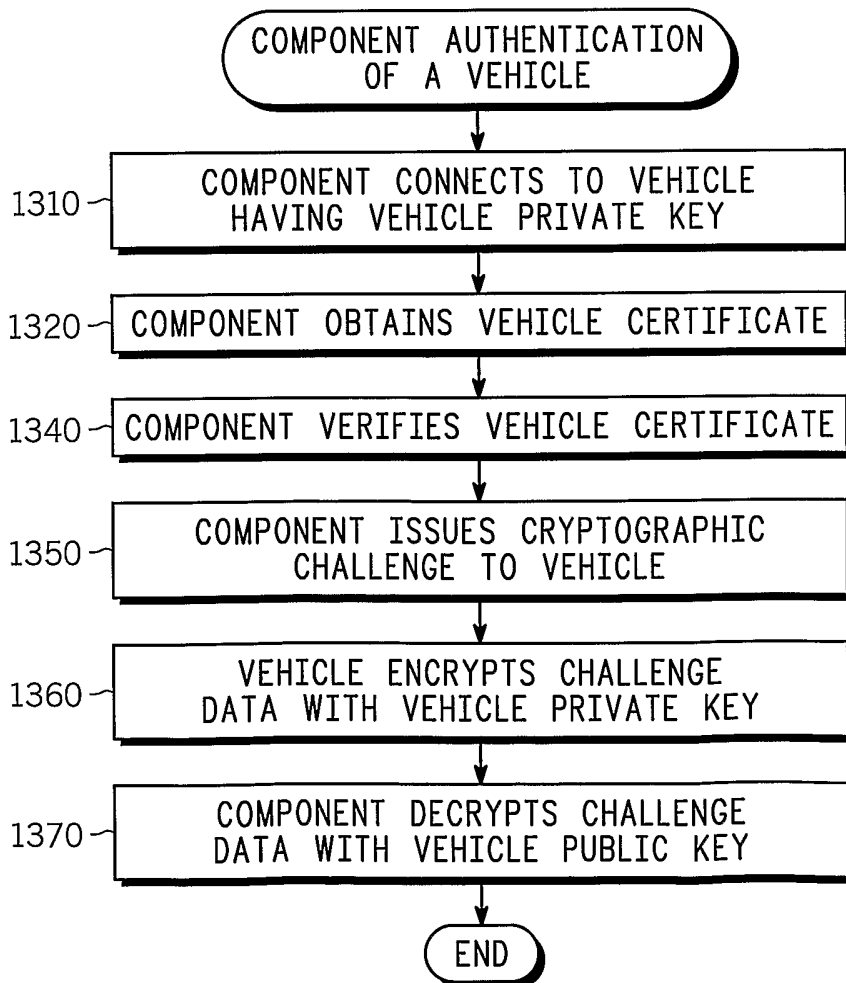 COMPONENT AUTHENTICATION
OF A VEHICLE
1310
COMPONENT CONNECTS TO VEHICLE
HAVING VEHICLE PRIVATE KEY
1320
COMPONENT OBTAINS VEHICLE CERTIFICATE
1340
COMPONENT VERIFIES VEHICLE CERTIFICATE
1350
COMPONENT ISSUES CRYPTOGRAPHIC
CHALLENGE TO VEHICLE
1360
VEHICLE ENCRYPTS CHALLENGE
DATA WITH VEHICLE PRIVATE KEY
1370
COMPONENT DECRYPTS CHALLENGE
DATA WITH VEHICLE PUBLIC KEY
END